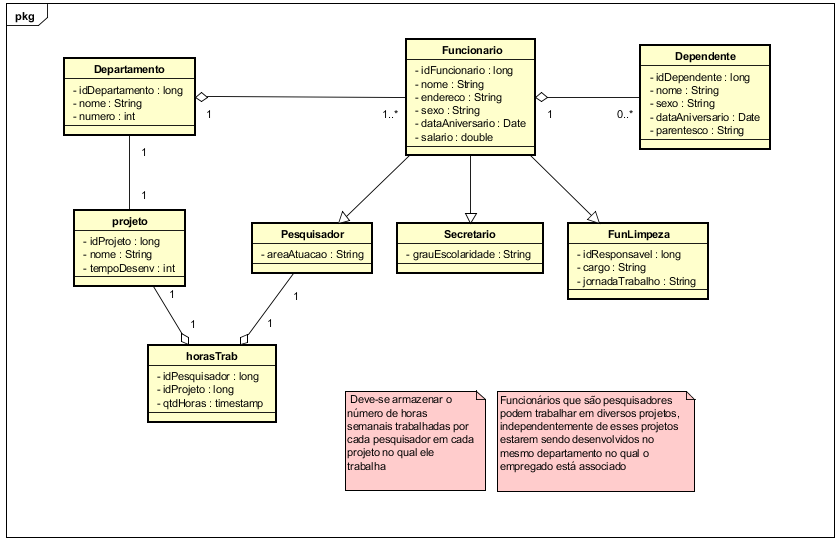 pkg
Departamento
- idDepartamento : long
- nome : String
- numero : int
Funcionario
- idFuncionario : long
- nome : String
- endereco : String
- sexo : String
- dataAniversario : Date
- salario : double
Dependente
- idDependente : long
- nome : String
- sexo : String
- dataAniversario : Date
- parentesco : String
1
1..*
1
0..*
1
1
projeto
- idProjeto : long
- nome : String
- tempoDesenv : int
Pesquisador
- areaAtuacao : String
Secretario
- grauEscolaridade : String
FunLimpeza
- idResponsavel : long
- cargo : String
- jornadaTrabalho : String
1
1
1
1
horasTrab
- idPesquisador : long
- idProjeto : long
- qtdHoras : timestamp
Deve-se armazenar o
número de horas
semanais trabalhadas por
cada pesquisador em cada
projeto no qual ele
trabalha
Funcionários que são pesquisadores
podem trabalhar em diversos projetos,
independentemente de esses projetos
estarem sendo desenvolvidos no
mesmo departamento no qual o
empregado está associado